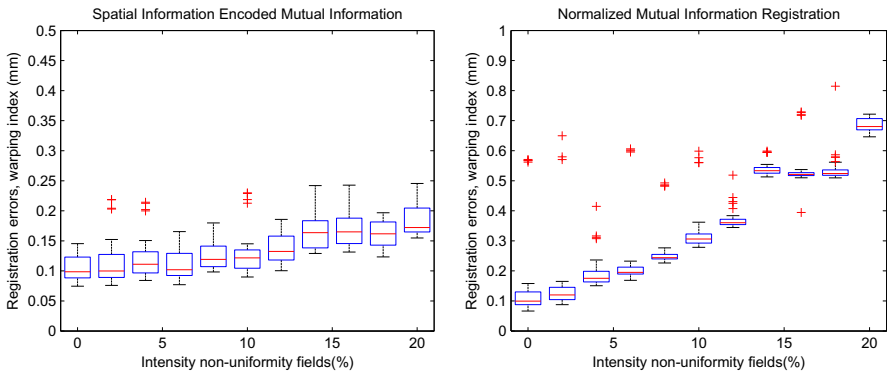 Spatial Information Encoded Mutual Information
Registration errors, warping index (mm)
0.5
0.45
0.4
0.35
0.3
0.25
0.2
0.15
0.1
0.05
0
0 5 10 15 20
Intensity non-uniformity fields(%)
Normalized Mutual Information Registration
Registration errors, warping index (mm)
1
0.9
0.8
0.7
0.6
0.5
0.4
0.3
0.2
0.1
0
0 5 10 15 20
Intensity non-uniformity fields(%)